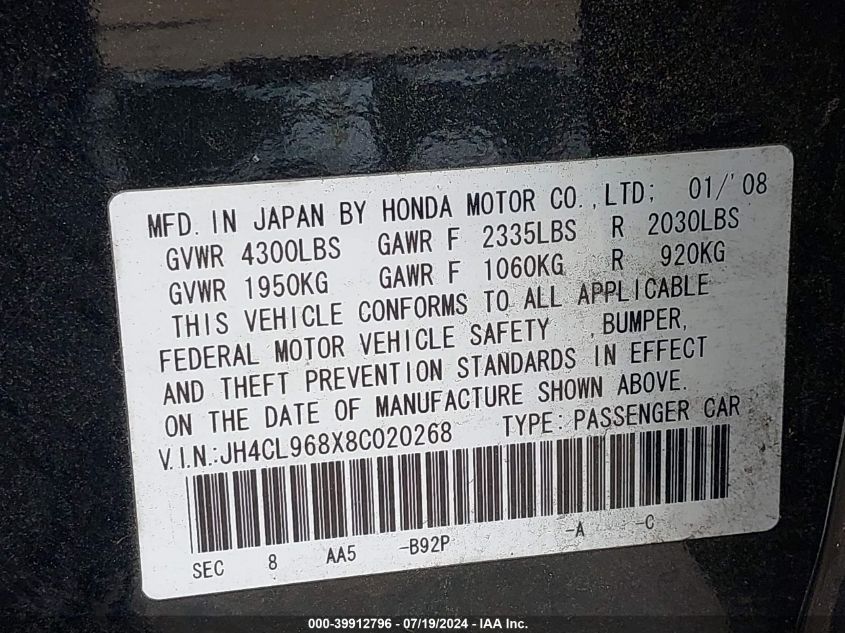 MFD. IN JAPAN BY HONDA MOTOR CO.,LTD; 01/'08
GVWR 4300LBS GAWR F 2335LBS R 2030LBS
GVWR 1950KG GAWR F 1060KG R 920KG
THIS VEHICLE CONFORMS TO ALL APPLICABLE
FEDERAL MOTOR VEHICLE SAFETY ,BUMPER,
AND THEFT PREVENTION STANDARDS IN EFFECT
ON THE DATE OF MANUFACTURE SHOWN ABOVE.
V.I.N.:JH4CL968X8C020268 TYPE: PASSENGER CAR
SEC 8 AA5 -B92P -A -C
000-39912796 - 07/19/2024 - IAA Inc.